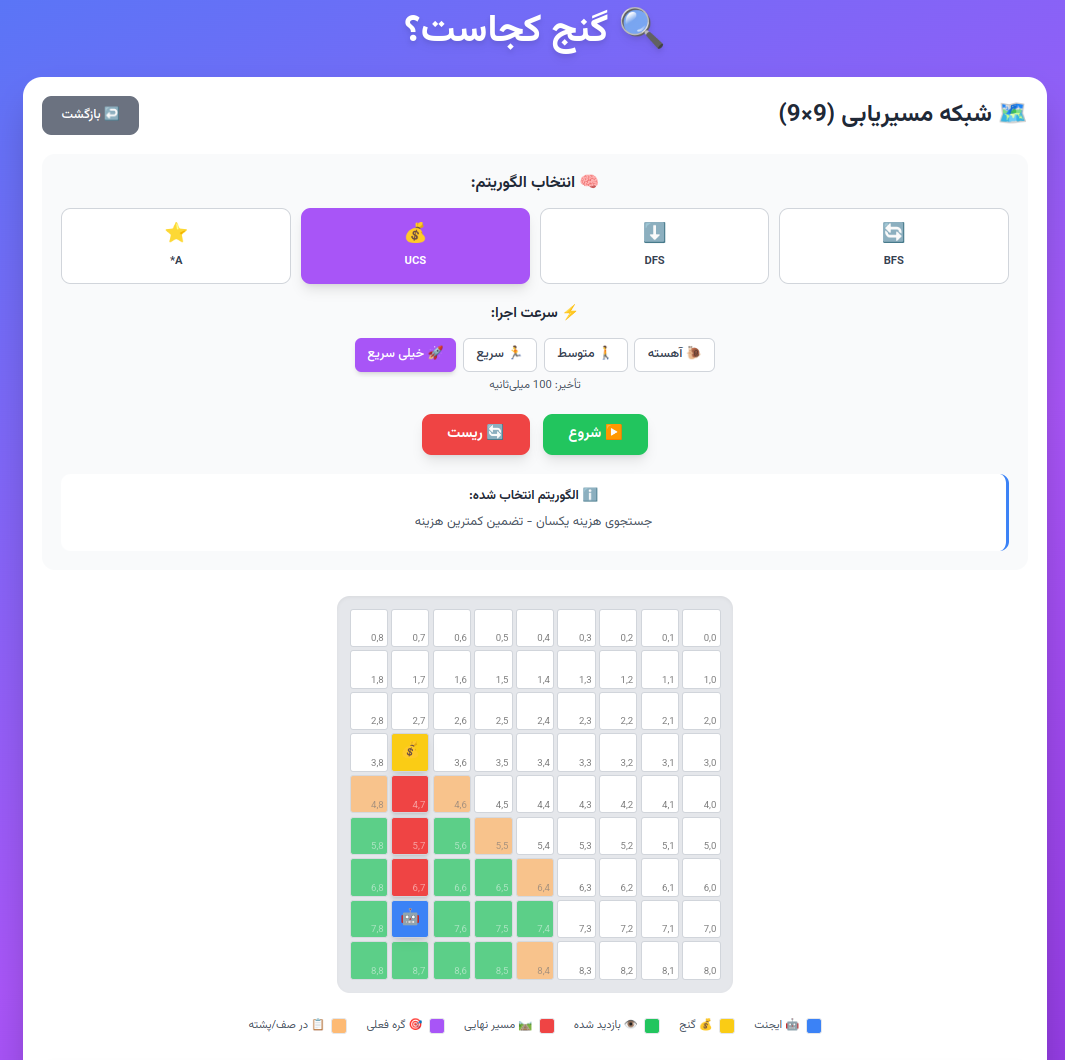 🔍 گنج کجاست؟
🗺️ شبکه مسیریابی (9×9)
↩️ بازگشت
🧠 انتخاب الگوریتم:
🔄 BFS
⬇️ DFS
💰 UCS
⭐ *A
⚡ سرعت اجرا:
🐌 آهسته
🚶 متوسط
🏃 سریع
🚀 خیلی سریع
تأخیر: 100 میلی‌ثانیه
▶️ شروع
🔄 ریست
ℹ️ الگوریتم انتخاب شده:
جستجوی هزینه یکسان - تضمین کمترین هزینه
0,8 0,7 0,6 0,5 0,4 0,3 0,2 0,1 0,0
1,8 1,7 1,6 1,5 1,4 1,3 1,2 1,1 1,0
2,8 2,7 2,6 2,5 2,4 2,3 2,2 2,1 2,0
3,8 💰 3,6 3,5 3,4 3,3 3,2 3,1 3,0
4,8 4,7 4,6 4,5 4,4 4,3 4,2 4,1 4,0
5,8 5,7 5,6 5,5 5,4 5,3 5,2 5,1 5,0
6,8 6,7 6,6 6,5 6,4 6,3 6,2 6,1 6,0
7,8 🤖 7,6 7,5 7,4 7,3 7,2 7,1 7,0
8,8 8,7 8,6 8,5 8,4 8,3 8,2 8,1 8,0
🤖 ایجنت
💰 گنج
👁️ بازدید شده
🛤️ مسیر نهایی
🎯 گره فعلی
📋 در صف/پشته